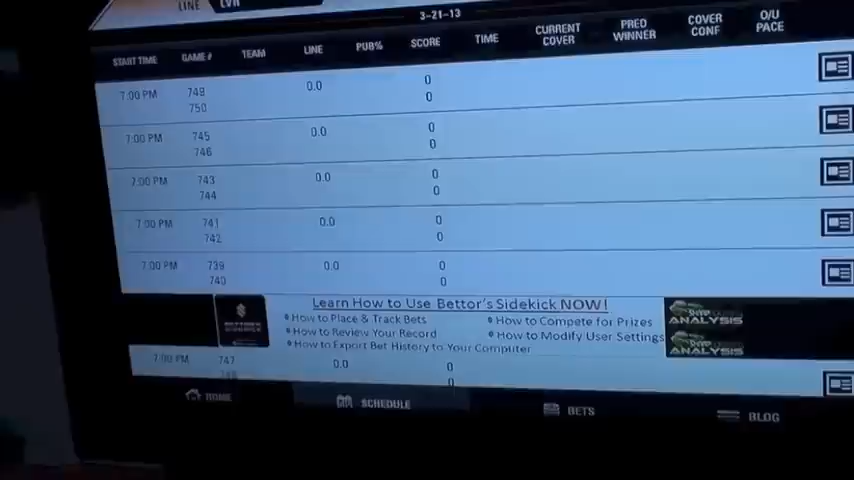 LINE LVR
3-21-13
START TIME GAME # TEAM LINE PUB% SCORE TIME CURRENT COVER PRED WINNER COVER CONF O/U PACE
7:00 PM 749 0.0 0
750 0
7:00 PM 745 0.0 0
746 0
7:00 PM 743 0.0 0
744 0
7:00 PM 741 0.0 0
742 0
7:00 PM 739 0.0 0
740 0
Learn How to Use Bettor's Sidekick NOW!
How to Place & Track Bets How to Compete for Prizes
How to Review Your Record How to Modify User Settings
How to Export Bet History to Your Computer
ANALYSIS
ANALYSIS
7:00 PM 747 0.0 0
748 0
HOME SCHEDULE BETS BLOG